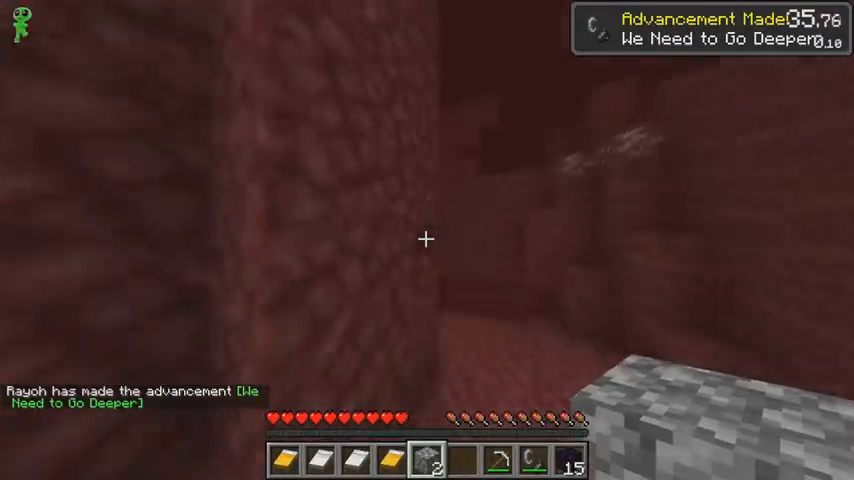 Advancement Made
35.76
We Need to Go Deeper
0.10
Rayoh has made the advancement [We
Need to Go Deeper]
2
15